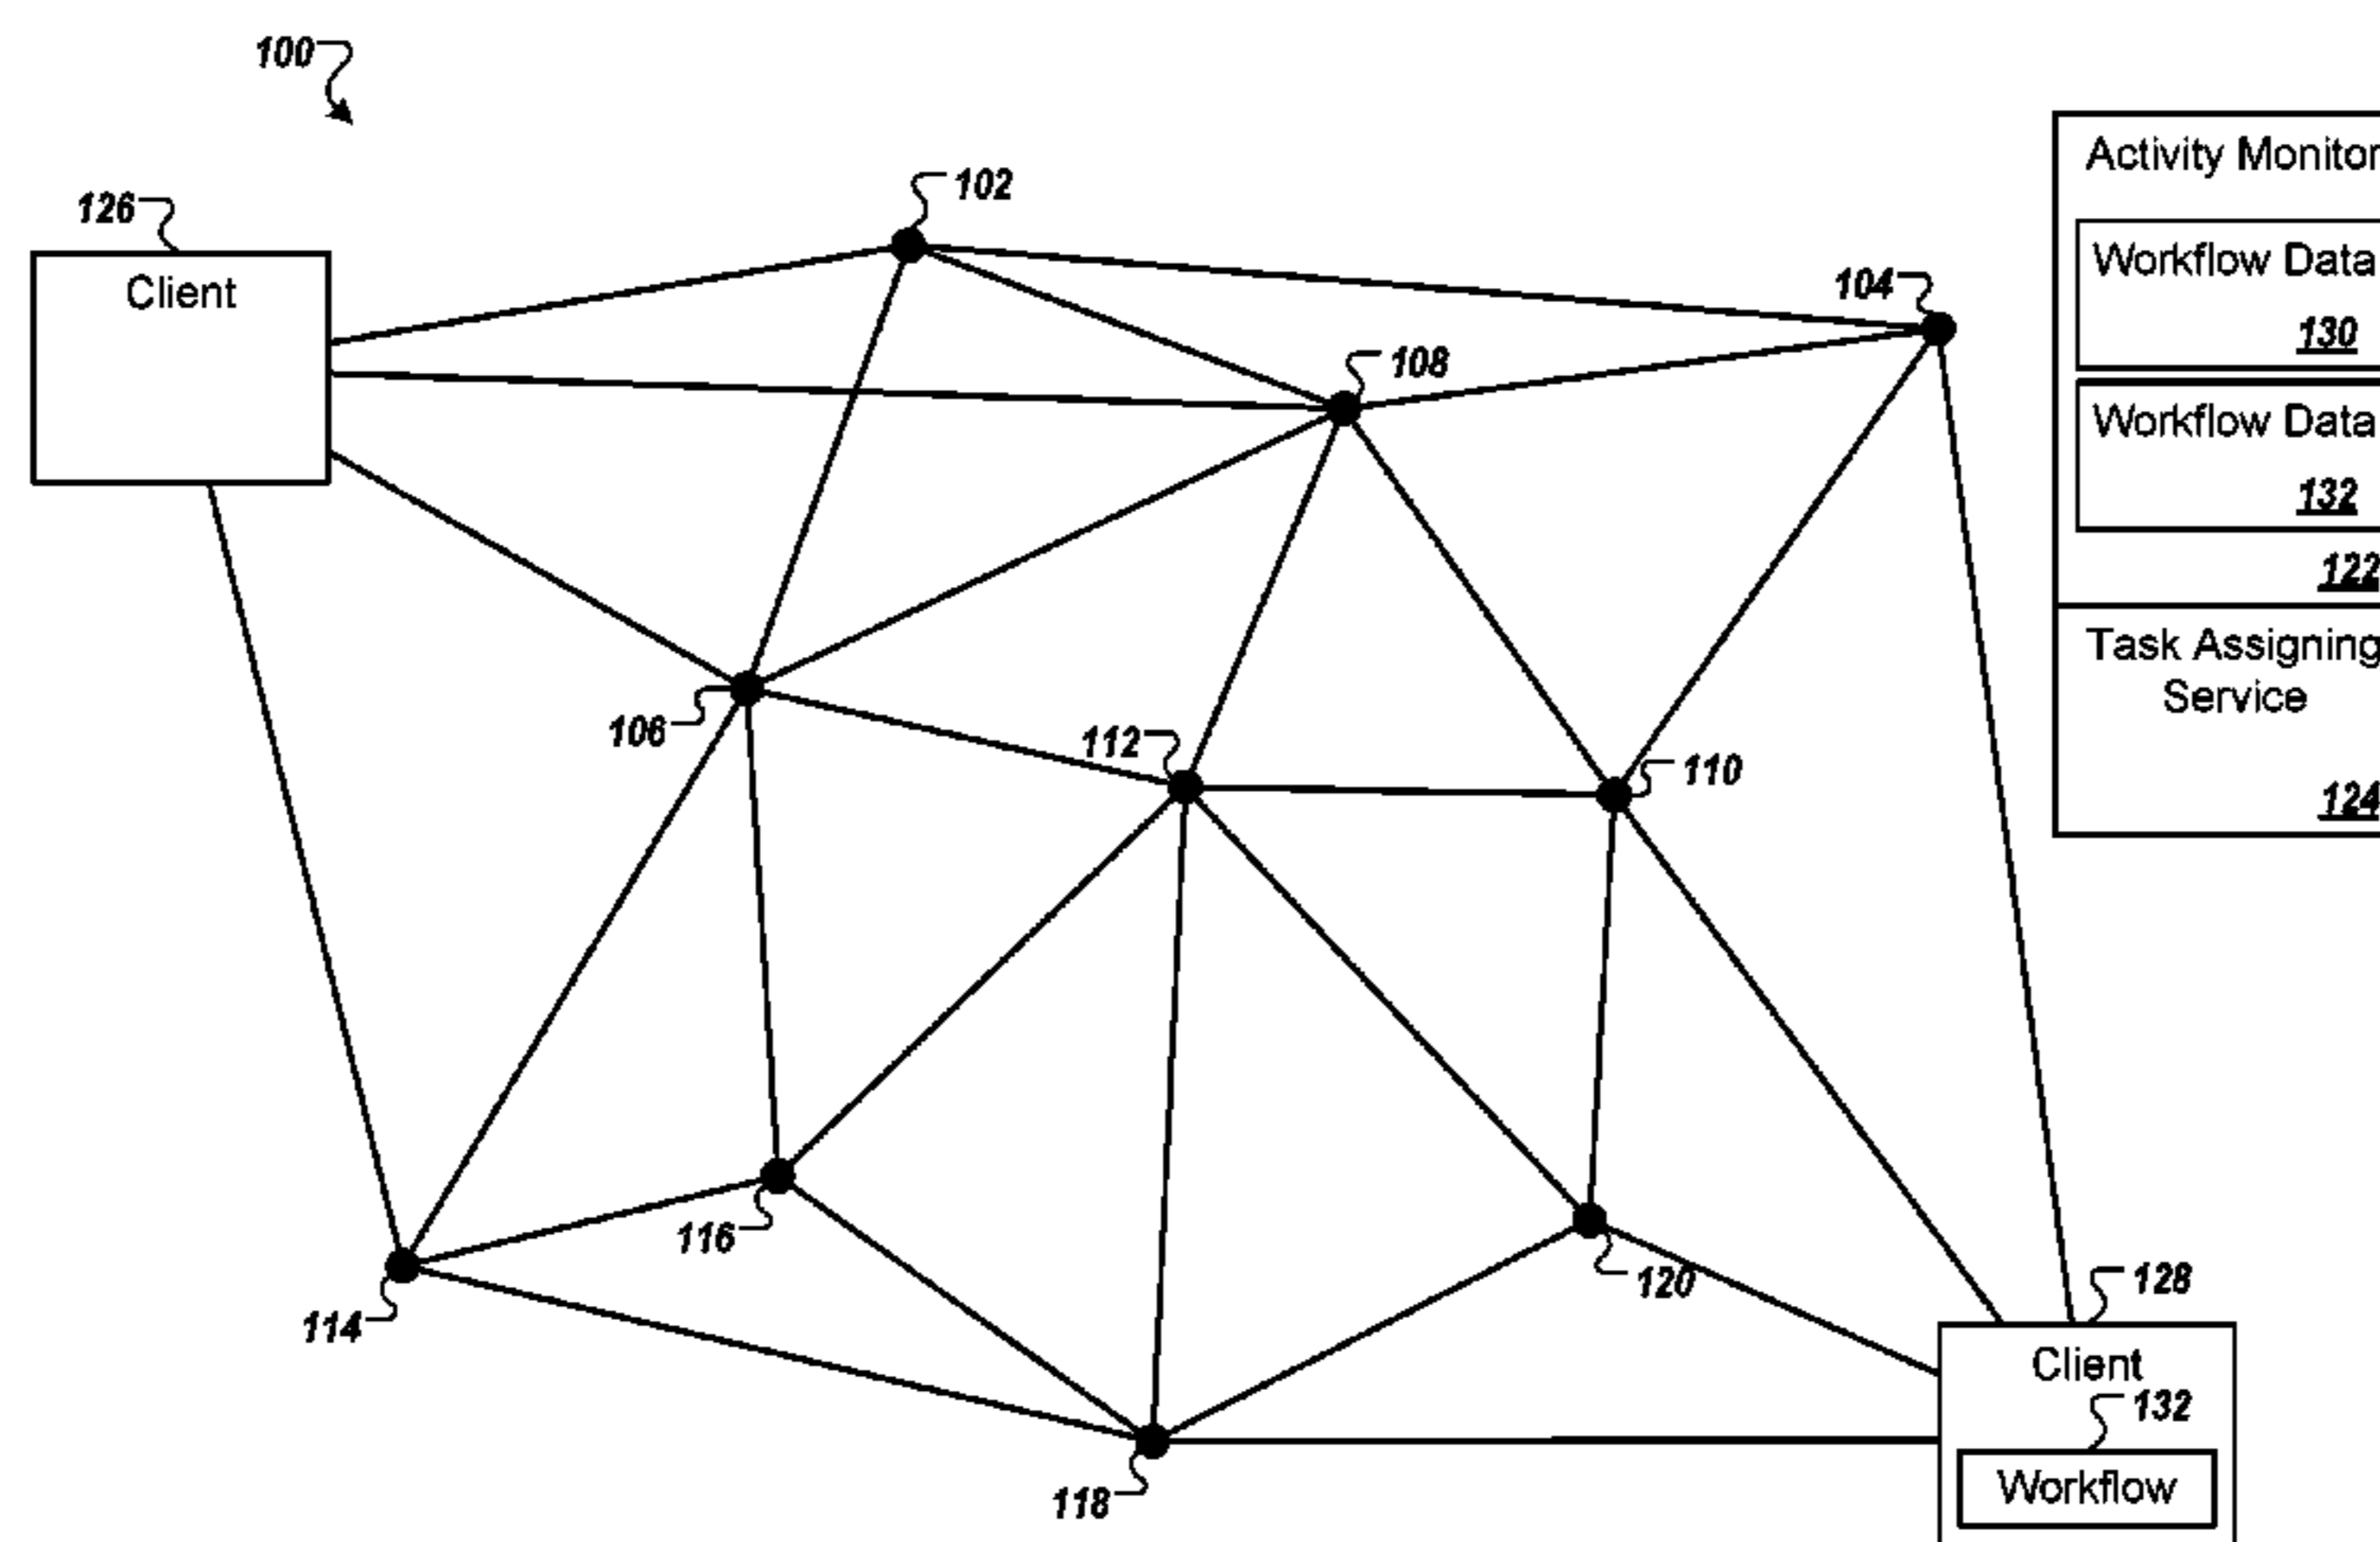 100
102
126
Client
104
108
106
112
110
116
114
120
118
128
Client
132
Workflow
Activity Monitor
Workflow Data
130
Workflow Data
132
122
Task Assigning
Service
124